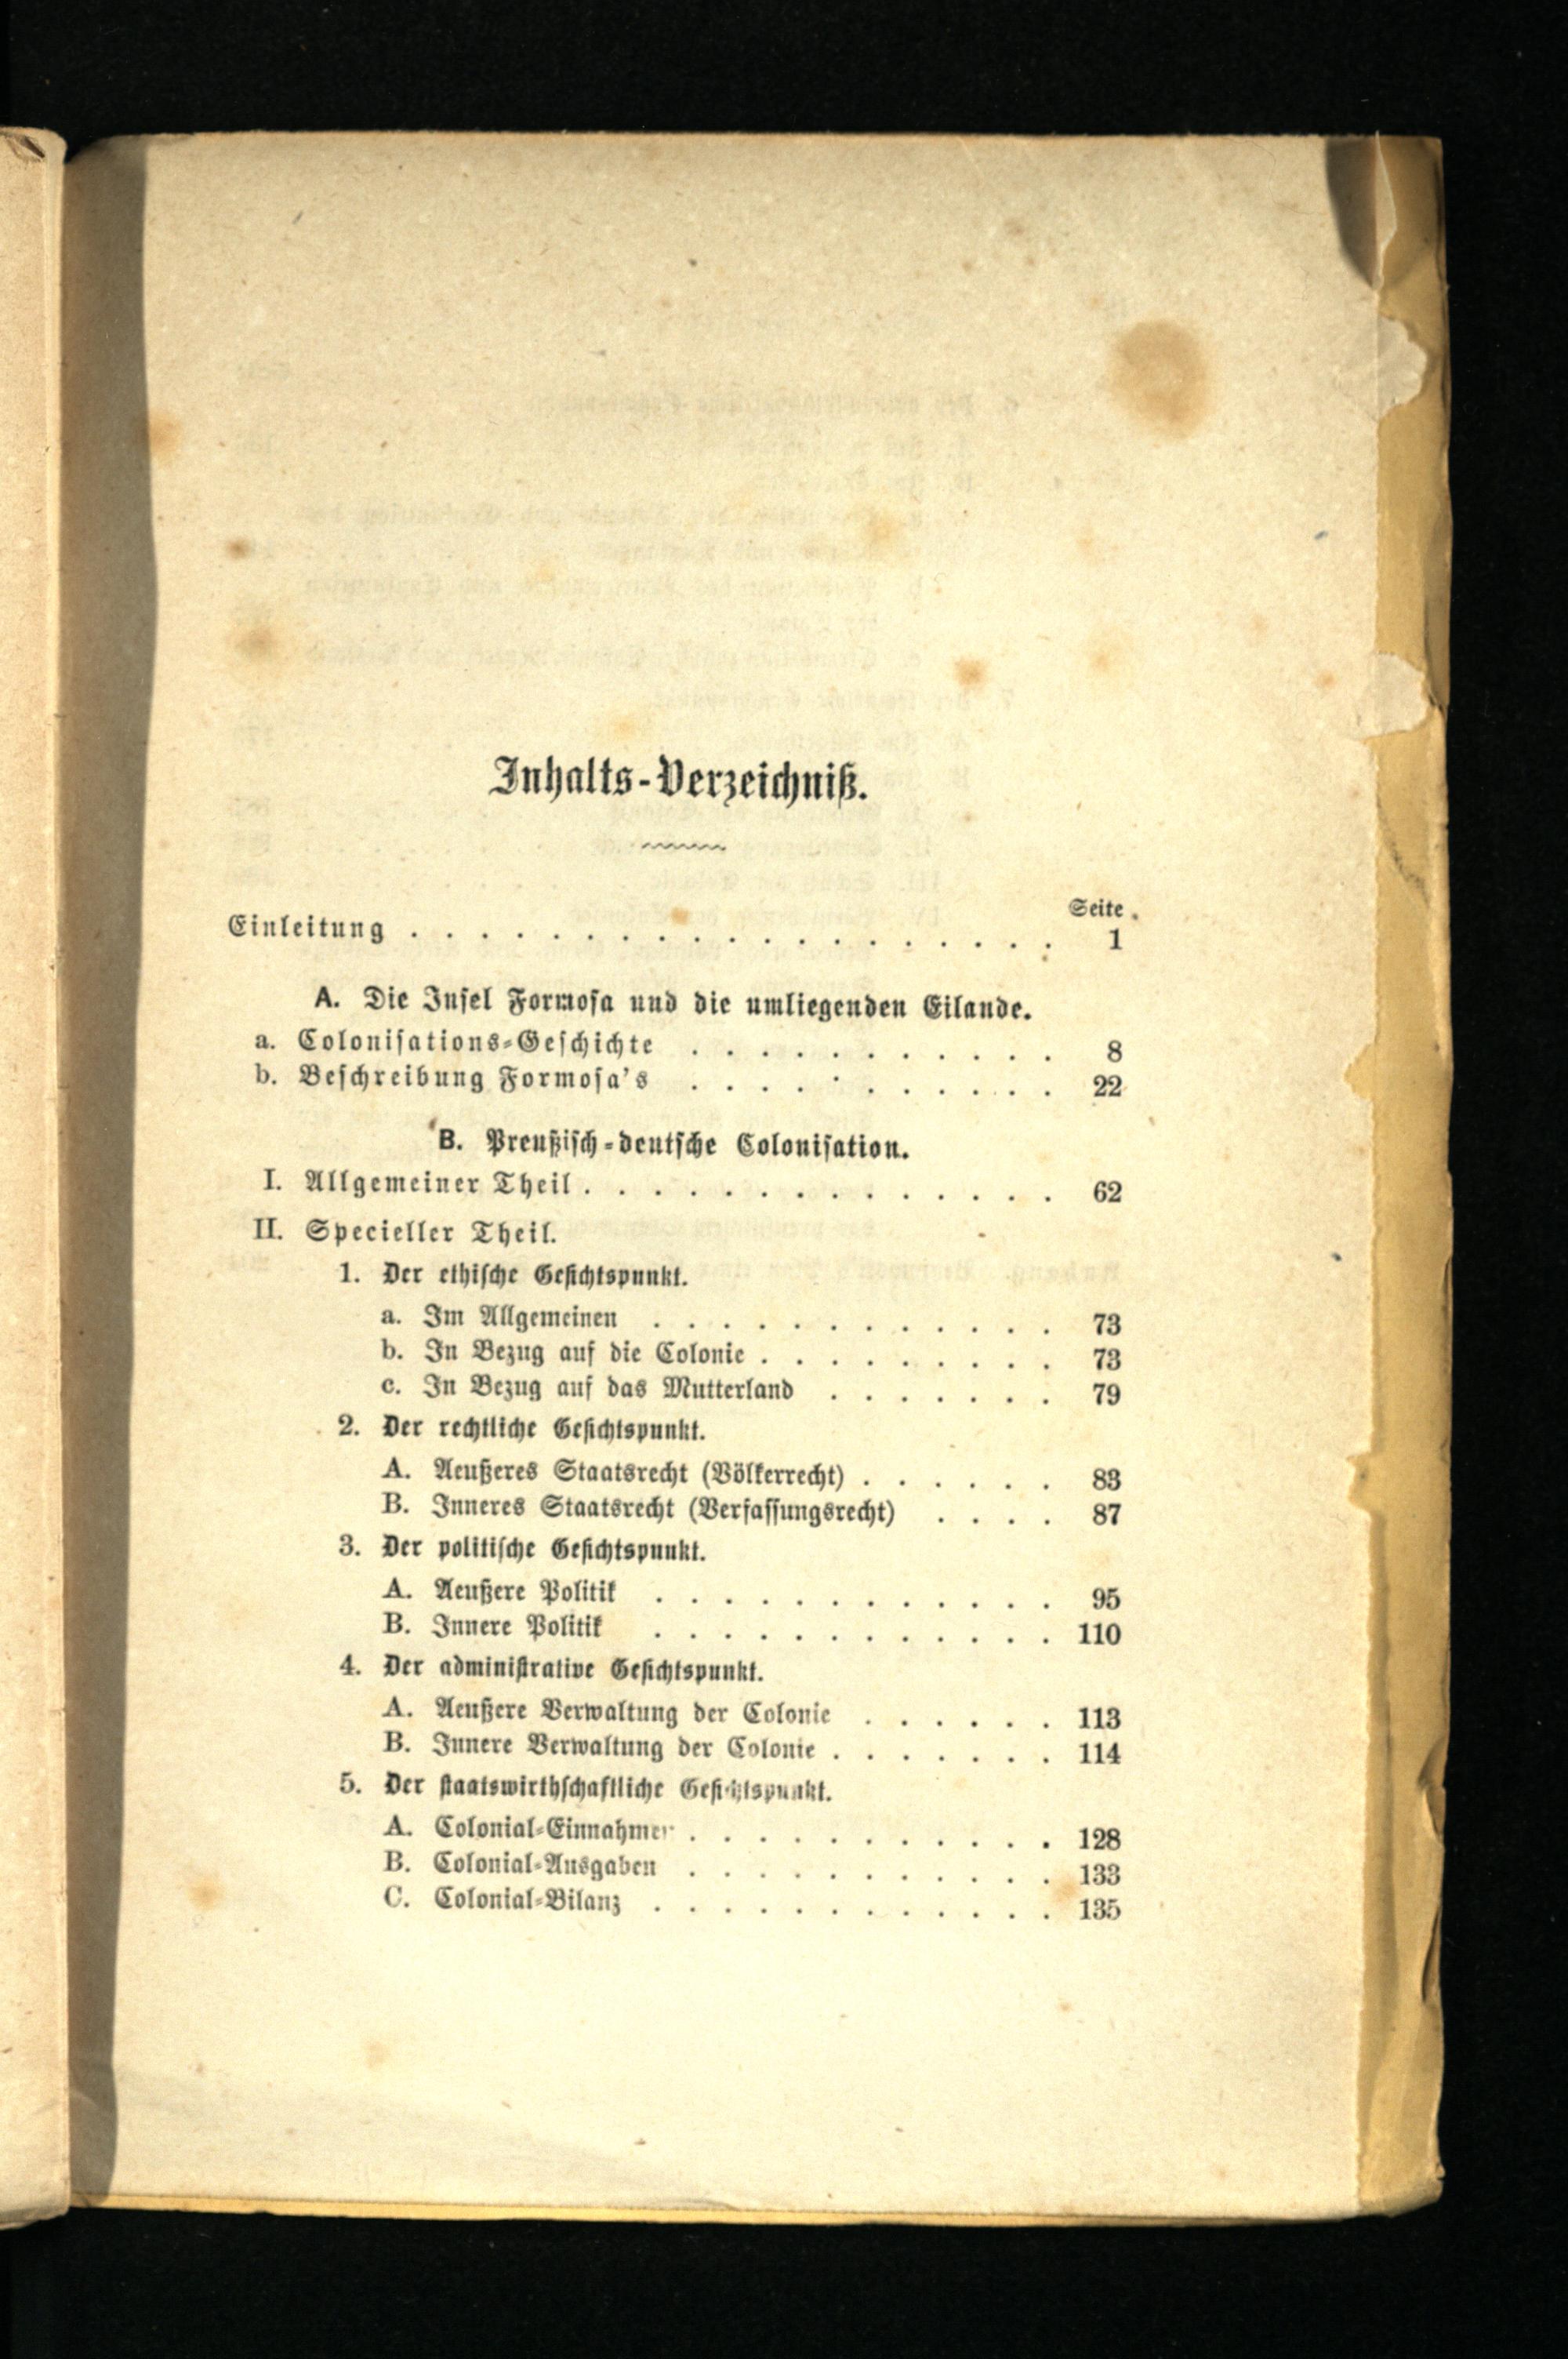 Inhalts-Verzeichniß.
Seite
Einleitung . . . . . . . . . . . . . . . . . . . 1
A. Die Insel Formosa und die umliegenden Eilande.
a. Colonisations-Geschichte . . . . . . . . . . . 8
b. Beschreibung Formosa's . . . . . . . . . . . 22
B. Preußisch-deutsche Colonisation.
I. Allgemeiner Theil . . . . . . . . . . . . . . 62
II. Specieller Theil.
1. Der ethische Gesichtspunkt.
a. Im Allgemeinen . . . . . . . . . . . . 73
b. In Bezug auf die Colonie . . . . . . . . . 73
c. In Bezug auf das Mutterland . . . . . . . 79
2. Der rechtliche Gesichtspunkt.
A. Aeußeres Staatsrecht (Völkerrecht) . . . . . . 83
B. Inneres Staatsrecht (Verfassungsrecht) . . . . 87
3. Der politische Gesichtspunkt.
A. Aeußere Politik . . . . . . . . . . . . 95
B. Innere Politik . . . . . . . . . . . . 110
4. Der administrative Gesichtspunkt.
A. Aeußere Verwaltung der Colonie . . . . . . 113
B. Innere Verwaltung der Colonie . . . . . . . 114
5. Der staatswirthschaftliche Gesichtspunkt.
A. Colonial-Einnahmen . . . . . . . . . . . 128
B. Colonial-Ausgaben . . . . . . . . . . . 133
C. Colonial-Bilanz . . . . . . . . . . . . 135